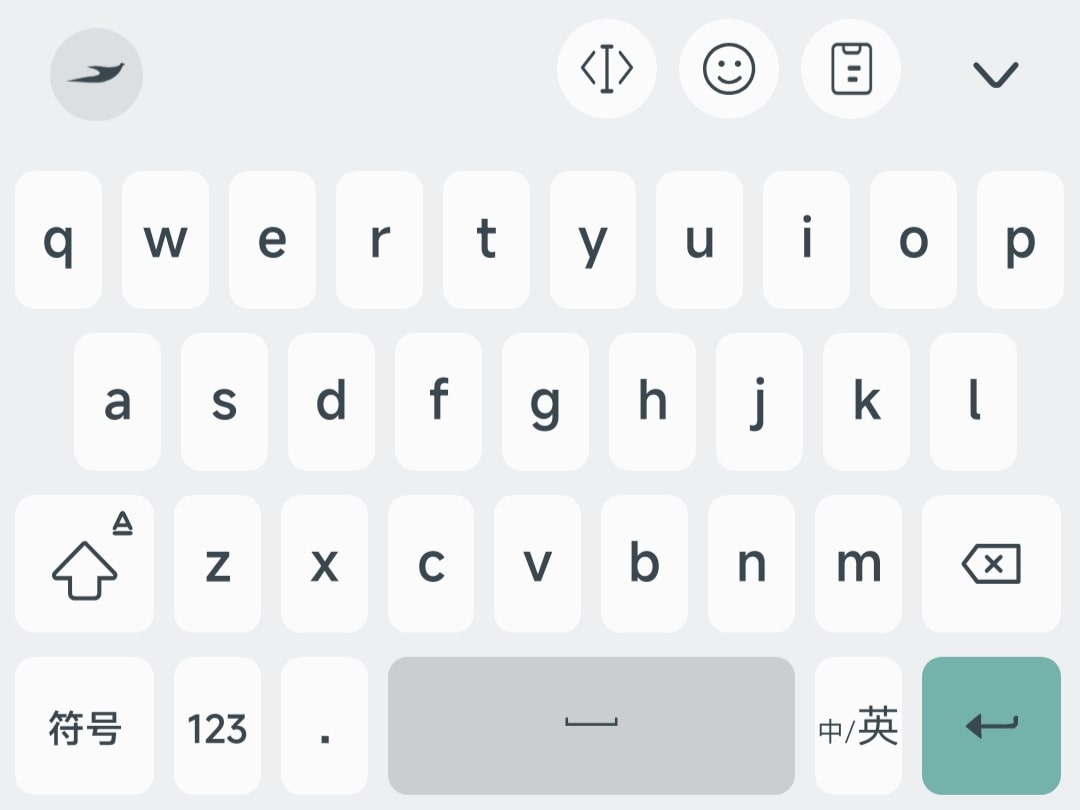 q w e r t y u i o p
a s d f g h j k l
A z x c v b n m
符号 123 . 中/英